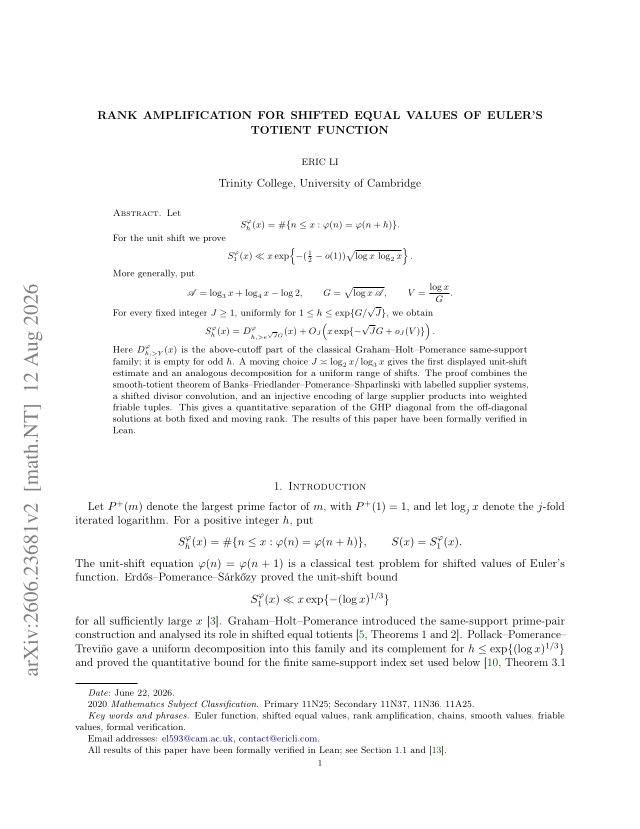 arXiv:2606.23681v2 [math.NT] 12 Aug 2026
RANK AMPLIFICATION FOR SHIFTED EQUAL VALUES OF EULER'S
TOTIENT FUNCTION
ERIC LI
Trinity College, University of Cambridge
Abstract. Let
S_h^φ(x) = #{n ≤ x : φ(n) = φ(n + h)}.
For the unit shift we prove
S_1^φ(x) ≪ x exp{−(½ − o(1))√(log x log₂ x)}.
More generally, put
𝒜 = log₃ x + log₄ x − log 2, G = √(log x 𝒜), V = log x / G.
For every fixed integer J ≥ 1, uniformly for 1 ≤ h ≤ exp{G/√J}, we obtain
S_h^φ(x) = D^φ_{h,>e^{√J G}}(x) + O_J(x exp{−√J G + o_J(V)}).
Here D^φ_{h,>Y}(x) is the above-cutoff part of the classical Graham–Holt–Pomerance same-support
family; it is empty for odd h. A moving choice J ≍ log₂ x/ log₃ x gives the first displayed unit-shift
estimate and an analogous decomposition for a uniform range of shifts. The proof combines the
smooth-totient theorem of Banks–Friedlander–Pomerance–Shparlinski with labelled supplier systems,
a shifted divisor convolution, and an injective encoding of large supplier products into weighted
friable tuples. This gives a quantitative separation of the GHP diagonal from the off-diagonal
solutions at both fixed and moving rank. The results of this paper have been formally verified in
Lean.
1. Introduction
Let P⁺(m) denote the largest prime factor of m, with P⁺(1) = 1, and let log_j x denote the j-fold
iterated logarithm. For a positive integer h, put
S_h^φ(x) = #{n ≤ x : φ(n) = φ(n + h)}, S(x) = S_1^φ(x).
The unit-shift equation φ(n) = φ(n + 1) is a classical test problem for shifted values of Euler's
function. Erdős–Pomerance–Sárközy proved the unit-shift bound
S_1^φ(x) ≪ x exp{−(log x)^{1/3}}
for all sufficiently large x [3]. Graham–Holt–Pomerance introduced the same-support prime-pair
construction and analysed its role in shifted equal totients [5, Theorems 1 and 2]. Pollack–Pomerance–
Treviño gave a uniform decomposition into this family and its complement for h ≤ exp{(log x)^{1/3}}
and proved the quantitative bound for the finite same-support index set used below [10, Theorem 3.1
Date: June 22, 2026.
2020 Mathematics Subject Classification. Primary 11N25; Secondary 11N37, 11N36, 11A25.
Key words and phrases. Euler function, shifted equal values, rank amplification, chains, smooth values, friable
values, formal verification.
Email addresses: el593@cam.ac.uk, contact@ericli.com.
All results of this paper have been formally verified in Lean; see Section 1.1 and [13].
1